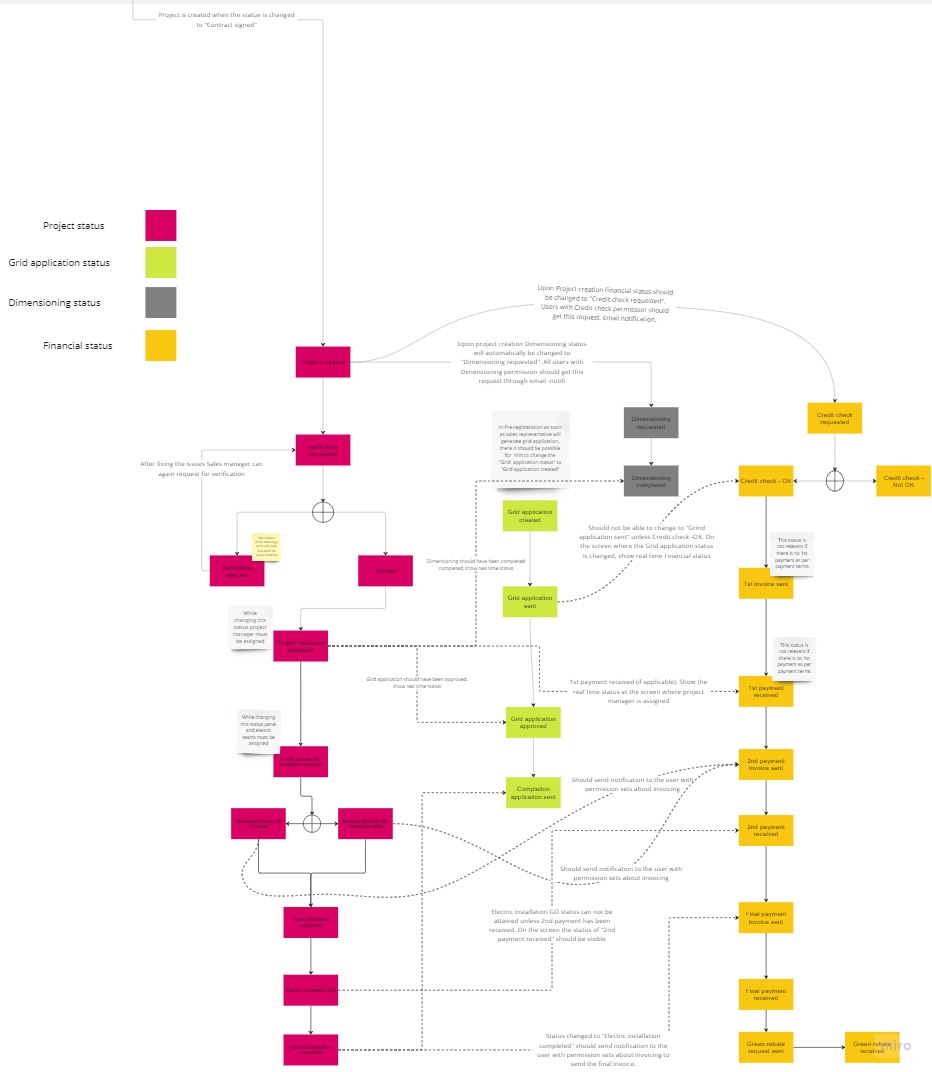 Project is created when the statue is changed
to "Contract signed"
Project status
Grid application status
Dimensioning status
Financial status
Upon Project creation Financial status should
be changed to "Credit check requested".
Users with Credit check permission should
get this request, email notification.
Upon project creation Dimensioning status
will automatically be changed to
"Dimensioning requested". All users with
Dimensioning permission should get this
request through email -notifi
Project created
Dimensioning
requested
Credit check
requested
In Pre-registeration as soon
as sales representative will
generate grid application,
there it should be possible
for him to change the
"Grid application status" to
"Grid application created"
Verification
requested
After fixing the issues Sales manager can
again request for verification
Dimensioning
completed
Credit check - OK
Credit check -
Not OK
Grid application
created
Should not be able to change to "Grind
application sent" unless Credit check -OK. On
the screen where the Grid application status
is changed, show real time Financial status
This status is
not relevant if
there is no 1st
payment as per
payment terms
Dimensioning should have been completed
completed, show real time status
Verification
rejected
Verified
1st invoice sent
Grid application
sent
While
changing this
status project
manager must
be assigned
Project manager
assigned
This status is
not relevant if
there is no 1st
payment as per
payment terms
Grid application should have been approved,
show real time status
1st payment received (if applicable). Show the
real time status at the screen where project
manager is assigned
1st payment
received
While changing
this status panel
and electric
teams must be
assigned
Grid application
approved
2nd payment
invoice sent
Should send notification to the user with
permission sets about invoicing
Completion
application sent
2nd payment
received
Should send notification to the user with
permission sets about invoicing
Electric installation GO status can not be
attained unless 2nd payment has been
received. On the screen the status of "2nd
payment received" should be visible
Final payment
invoice sent
Panel installation
completed
Electric installation GO
Final payment
received
Electric installation
completed
Status changed to "Electric installation
completed" should send notification to the
user with permission sets about invoicing to
send the final invoice.
Green rebate
request sent
Green rebate
received
miro